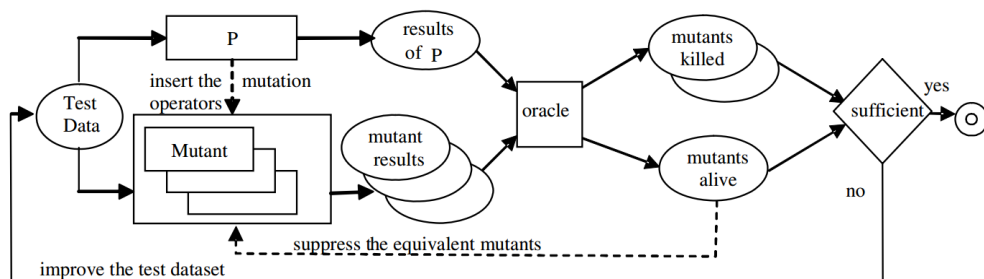 P
results
of P
mutants
killed
insert the
mutation
operators
Test
Data
oracle
sufficient
yes
Mutant
mutant
results
mutants
alive
no
suppress the equivalent mutants
improve the test dataset